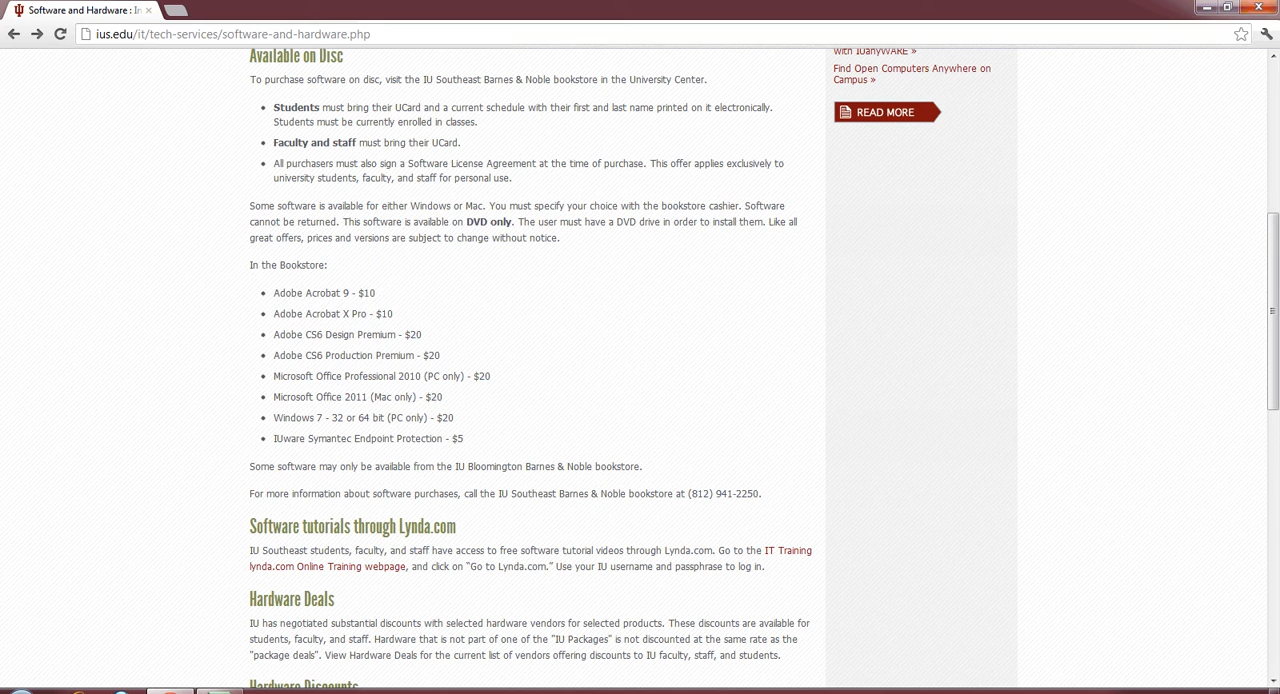 Software and Hardware : In
ius.edu/it/tech-services/software-and-hardware.php
Available on Disc
To purchase software on disc, visit the IU Southeast Barnes & Noble bookstore in the University Center.
Students must bring their UCard and a current schedule with their first and last name printed on it electronically.
Students must be currently enrolled in classes.
Faculty and staff must bring their UCard.
All purchasers must also sign a Software License Agreement at the time of purchase. This offer applies exclusively to
university students, faculty, and staff for personal use.
Some software is available for either Windows or Mac. You must specify your choice with the bookstore cashier. Software
cannot be returned. This software is available on DVD only. The user must have a DVD drive in order to install them. Like all
great offers, prices and versions are subject to change without notice.
In the Bookstore:
Adobe Acrobat 9 - $10
Adobe Acrobat X Pro - $10
Adobe CS6 Design Premium - $20
Adobe CS6 Production Premium - $20
Microsoft Office Professional 2010 (PC only) - $20
Microsoft Office 2011 (Mac only) - $20
Windows 7 - 32 or 64 bit (PC only) - $20
IUware Symantec Endpoint Protection - $5
Some software may only be available from the IU Bloomington Barnes & Noble bookstore.
For more information about software purchases, call the IU Southeast Barnes & Noble bookstore at (812) 941-2250.
Software tutorials through Lynda.com
IU Southeast students, faculty, and staff have access to free software tutorial videos through Lynda.com. Go to the IT Training
lynda.com Online Training webpage, and click on "Go to Lynda.com." Use your IU username and passphrase to log in.
Hardware Deals
IU has negotiated substantial discounts with selected hardware vendors for selected products. These discounts are available for
students, faculty, and staff. Hardware that is not part of one of the "IU Packages" is not discounted at the same rate as the
"package deals". View Hardware Deals for the current list of vendors offering discounts to IU faculty, staff, and students.
Hardware Discounts
with IUanyWARE »
Find Open Computers Anywhere on
Campus »
READ MORE